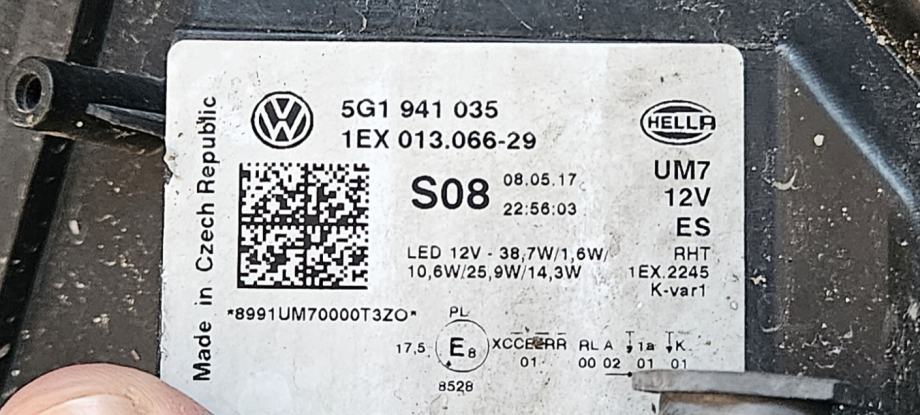 Made in Czech Republic
5G1 941 035
1EX 013.066-29
HELLA
S08
08.05.17
22:56:03
UM7
12V
ES
LED 12V - 38,7W/1,6W/
10,6W/25,9W/14,3W
RHT
1EX.2245
K-var1
*8991UM70000T3ZO*
PL
17,5
E8
RL A 1a K
01 00 02 01 01
8528